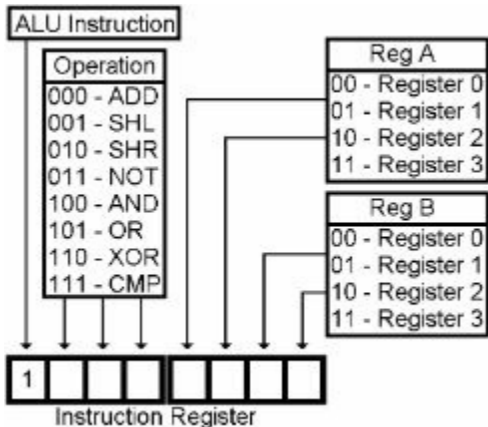 ALU Instruction
Operation
000 - ADD
001 - SHL
010 - SHR
011 - NOT
100 - AND
101 - OR
110 - XOR
111 - CMP
Reg A
00 - Register 0
01 - Register 1
10 - Register 2
11 - Register 3
Reg B
00 - Register 0
01 - Register 1
10 - Register 2
11 - Register 3
1
Instruction Register